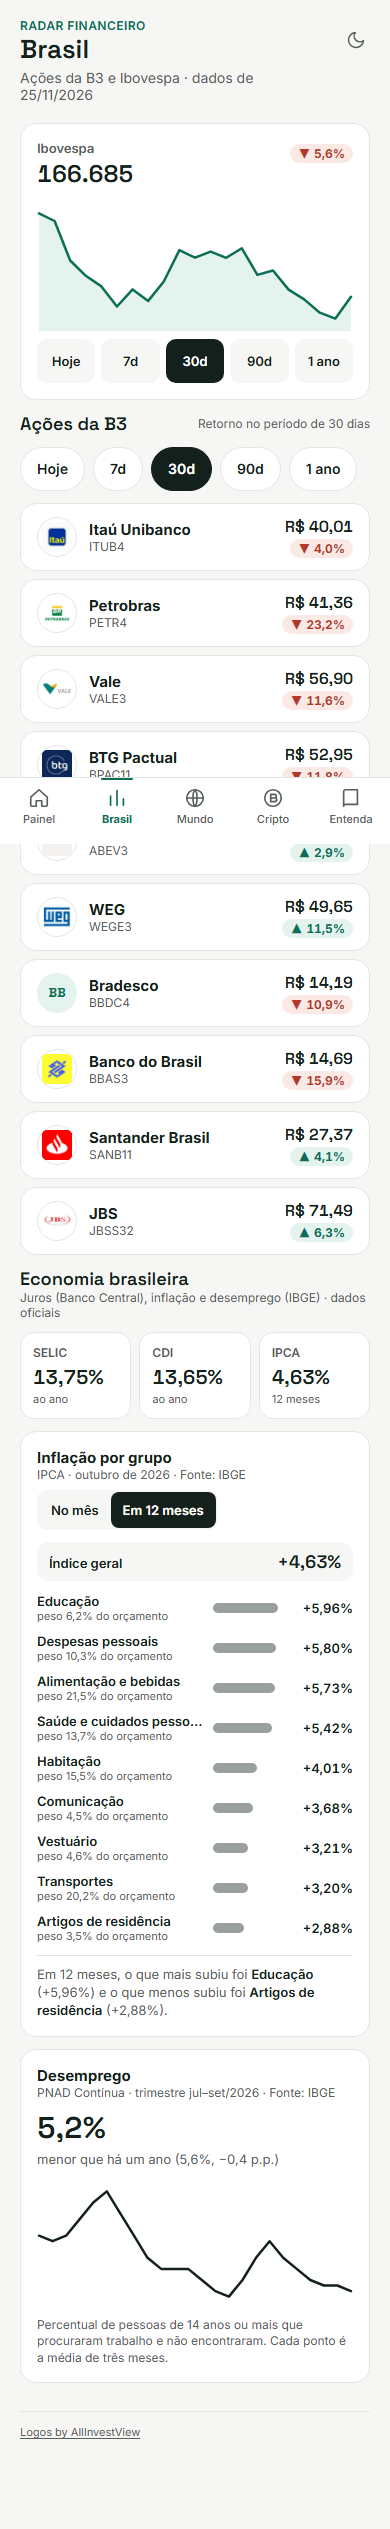 RADAR FINANCEIRO
Brasil
Ações da B3 e Ibovespa · dados de
25/11/2026
Ibovespa
▼ 5,6%
166.685
Hoje 7d 30d 90d 1 ano
Ações da B3 Retorno no período de 30 dias
Hoje 7d 30d 90d 1 ano
Itaú
Itaú Unibanco R$ 40,01
ITUB4 ▼ 4,0%
PETROBRAS
Petrobras R$ 41,36
PETR4 ▼ 23,2%
VALE
Vale R$ 56,90
VALE3 ▼ 11,6%
btg
BTG Pactual R$ 52,95
BPAC11 ▼ 11,8%
Painel Brasil Mundo Cripto Entenda
ABEV3 ▲ 2,9%
weg
WEG R$ 49,65
WEGE3 ▲ 11,5%
BB
Bradesco R$ 14,19
BBDC4 ▼ 10,9%
Banco do Brasil R$ 14,69
BBAS3 ▼ 15,9%
Santander Brasil R$ 27,37
SANB11 ▲ 4,1%
JBS
JBS R$ 71,49
JBSS32 ▲ 6,3%
Economia brasileira
Juros (Banco Central), inflação e desemprego (IBGE) · dados
oficiais
SELIC CDI IPCA
13,75% 13,65% 4,63%
ao ano ao ano 12 meses
Inflação por grupo
IPCA · outubro de 2026 · Fonte: IBGE
No mês Em 12 meses
Índice geral +4,63%
Educação
peso 6,2% do orçamento +5,96%
Despesas pessoais
peso 10,3% do orçamento +5,80%
Alimentação e bebidas
peso 21,5% do orçamento +5,73%
Saúde e cuidados pesso...
peso 13,7% do orçamento +5,42%
Habitação
peso 15,5% do orçamento +4,01%
Comunicação
peso 4,5% do orçamento +3,68%
Vestuário
peso 4,6% do orçamento +3,21%
Transportes
peso 20,2% do orçamento +3,20%
Artigos de residência
peso 3,5% do orçamento +2,88%
Em 12 meses, o que mais subiu foi Educação
(+5,96%) e o que menos subiu foi Artigos de
residência (+2,88%).
Desemprego
PNAD Contínua · trimestre jul–set/2026 · Fonte: IBGE
5,2%
menor que há um ano (5,6%, −0,4 p.p.)
Percentual de pessoas de 14 anos ou mais que
procuraram trabalho e não encontraram. Cada ponto é
a média de três meses.
Logos by AllInvestView